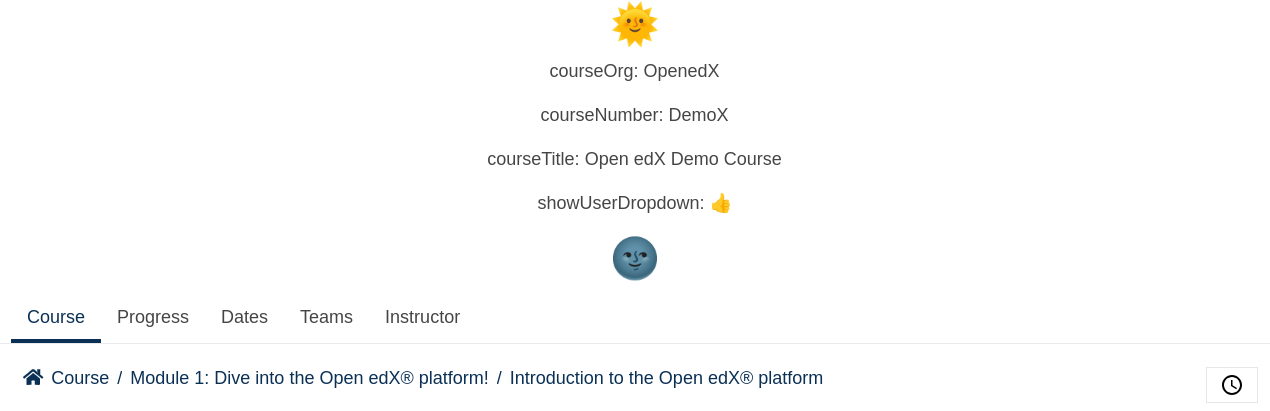 courseOrg: OpenedX
courseNumber: DemoX
courseTitle: Open edX Demo Course
showUserDropdown: 👍
Course Progress Dates Teams Instructor
Course / Module 1: Dive into the Open edX® platform! / Introduction to the Open edX® platform